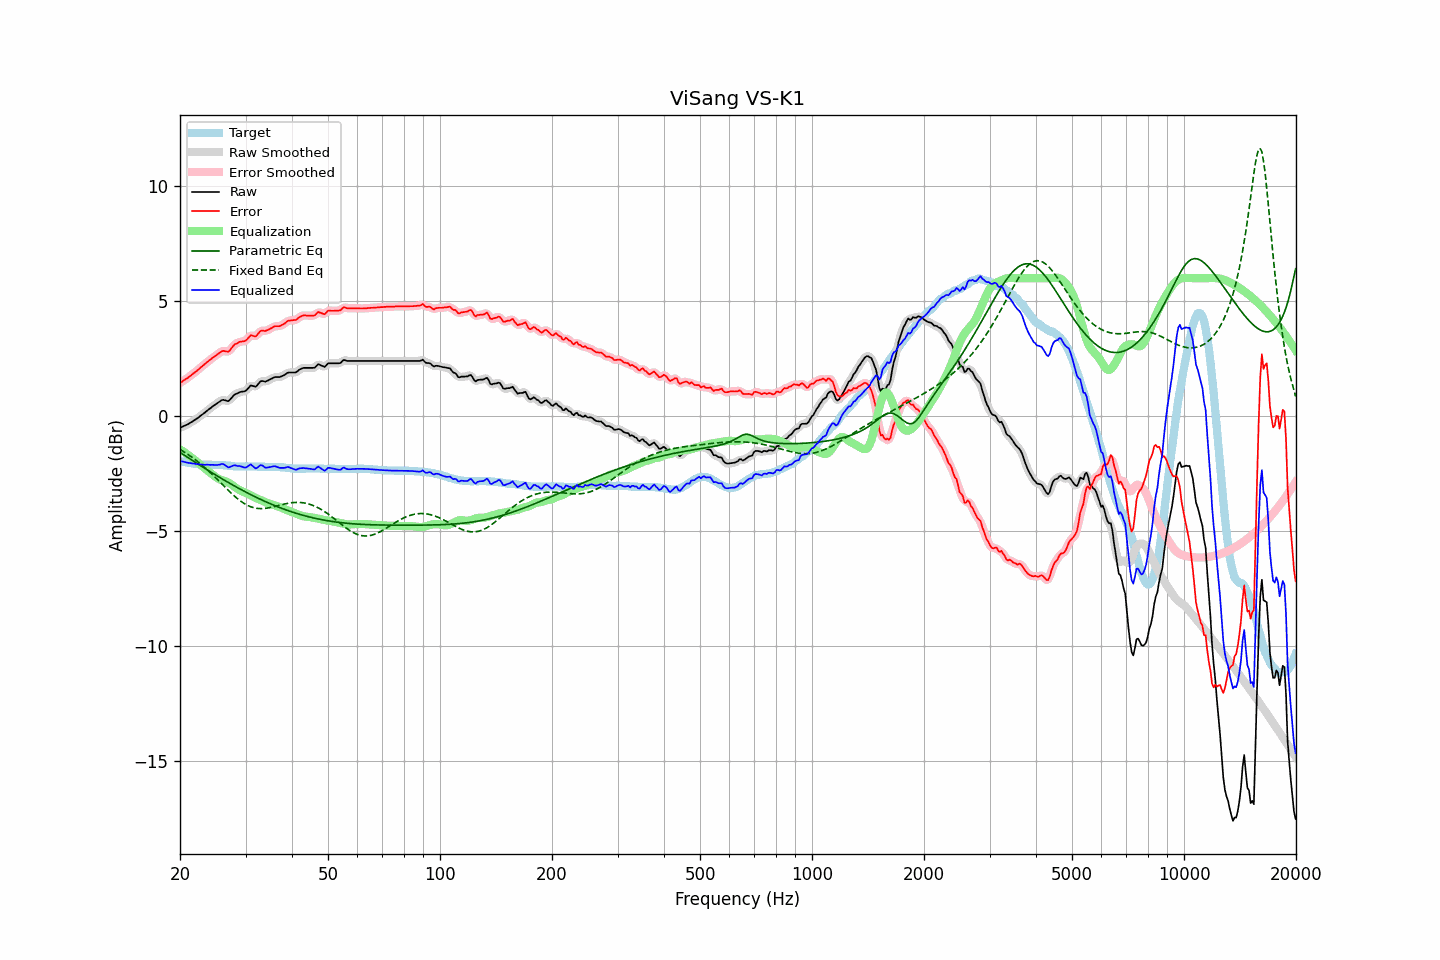 ViSang VS-K1
Target
Raw Smoothed
Error Smoothed
Raw
Error
Equalization
Parametric Eq
Fixed Band Eq
Equalized
10
5
0
−5
−10
−15
Amplitude (dBr)
20
50
100
200
500
1000
2000
5000
10000
20000
Frequency (Hz)